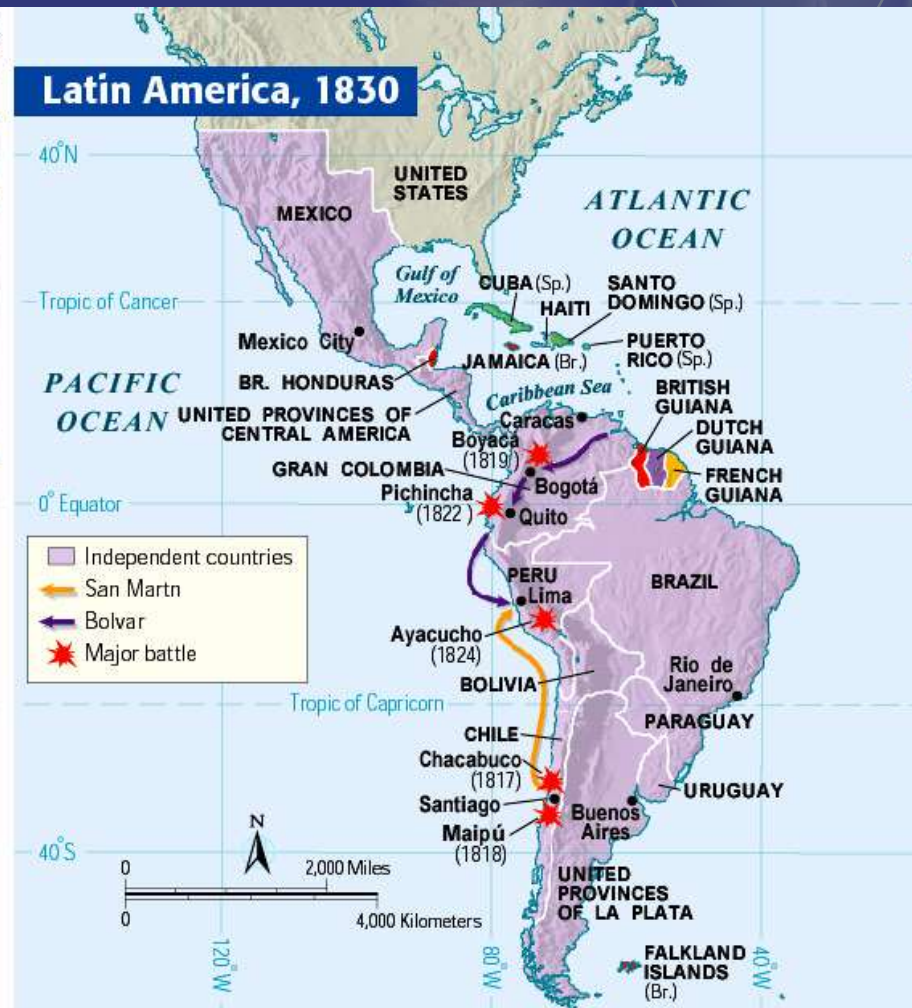 Latin America, 1830
40°N
UNITED
STATES
MEXICO
ATLANTIC
OCEAN
Gulf of
Mexico
CUBA (Sp.)
HAITI
SANTO
DOMINGO (Sp.)
Tropic of Cancer
Mexico City
JAMAICA (Br.)
PUERTO
RICO (Sp.)
PACIFIC
OCEAN
BR. HONDURAS
Caribbean Sea
BRITISH
GUIANA
UNITED PROVINCES OF
CENTRAL AMERICA
Caracas
DUTCH
GUIANA
Boyacá
(1819)
GRAN COLOMBIA
Bogotá
FRENCH
GUIANA
Pichincha
(1822)
0° Equator
Quito
Independent countries
San Martn
Bolvar
Major battle
PERU
Lima
BRAZIL
Ayacucho
(1824)
BOLIVIA
Rio de
Janeiro
Tropic of Capricorn
PARAGUAY
CHILE
Chacabuco
(1817)
URUGUAY
Santiago
Buenos
Aires
Maipú
(1818)
40°S
N
0
2,000 Miles
0
4,000 Kilometers
UNITED
PROVINCES
OF LA PLATA
FALKLAND
ISLANDS
(Br.)
120°W
80°W
40°W